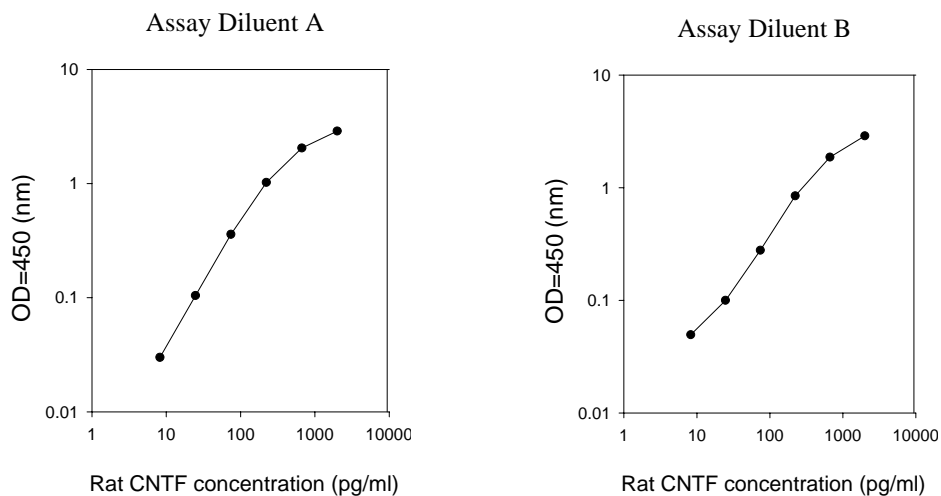 Assay Diluent A
10
1
0.1
0.01
OD=450 (nm)
1 10 100 1000 10000
Rat CNTF concentration (pg/ml)
Assay Diluent B
10
1
0.1
0.01
OD=450 (nm)
1 10 100 1000 10000
Rat CNTF concentration (pg/ml)